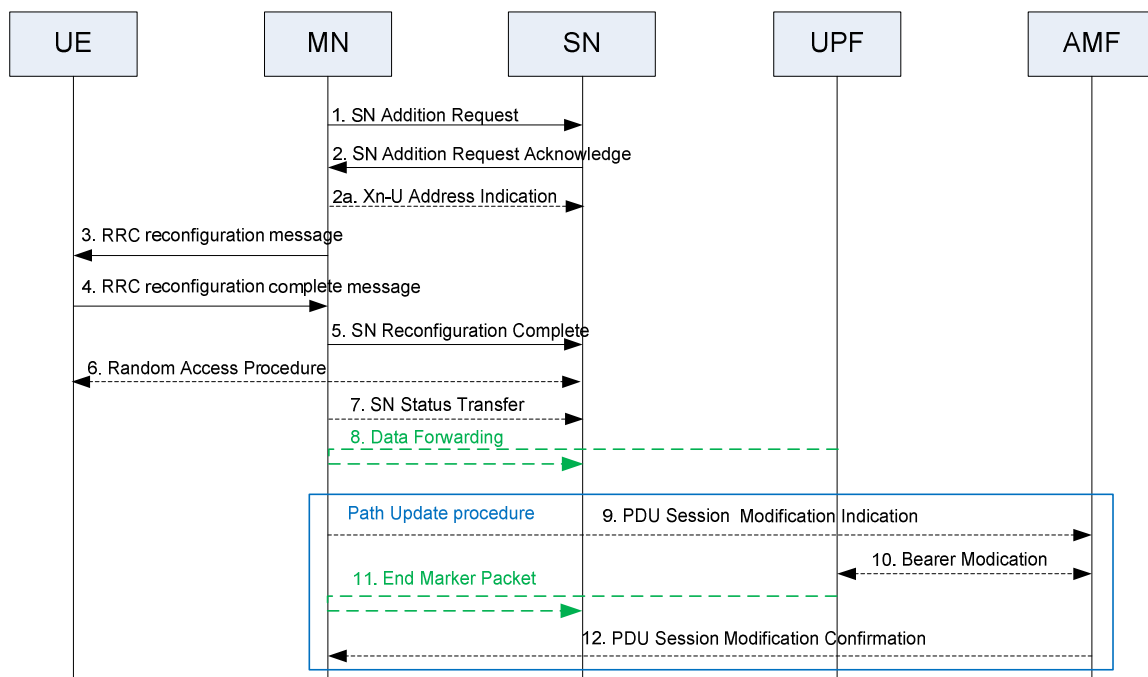 UE
MN
SN
UPF
AMF
1. SN Addition Request
2. SN Addition Request Acknowledge
2a. Xn-U Address Indication
3. RRC reconfiguration message
4. RRC reconfiguration complete message
5. SN Reconfiguration Complete
6. Random Access Procedure
7. SN Status Transfer
8. Data Forwarding
Path Update procedure
9. PDU Session Modification Indication
10. Bearer Modication
11. End Marker Packet
12. PDU Session Modification Confirmation